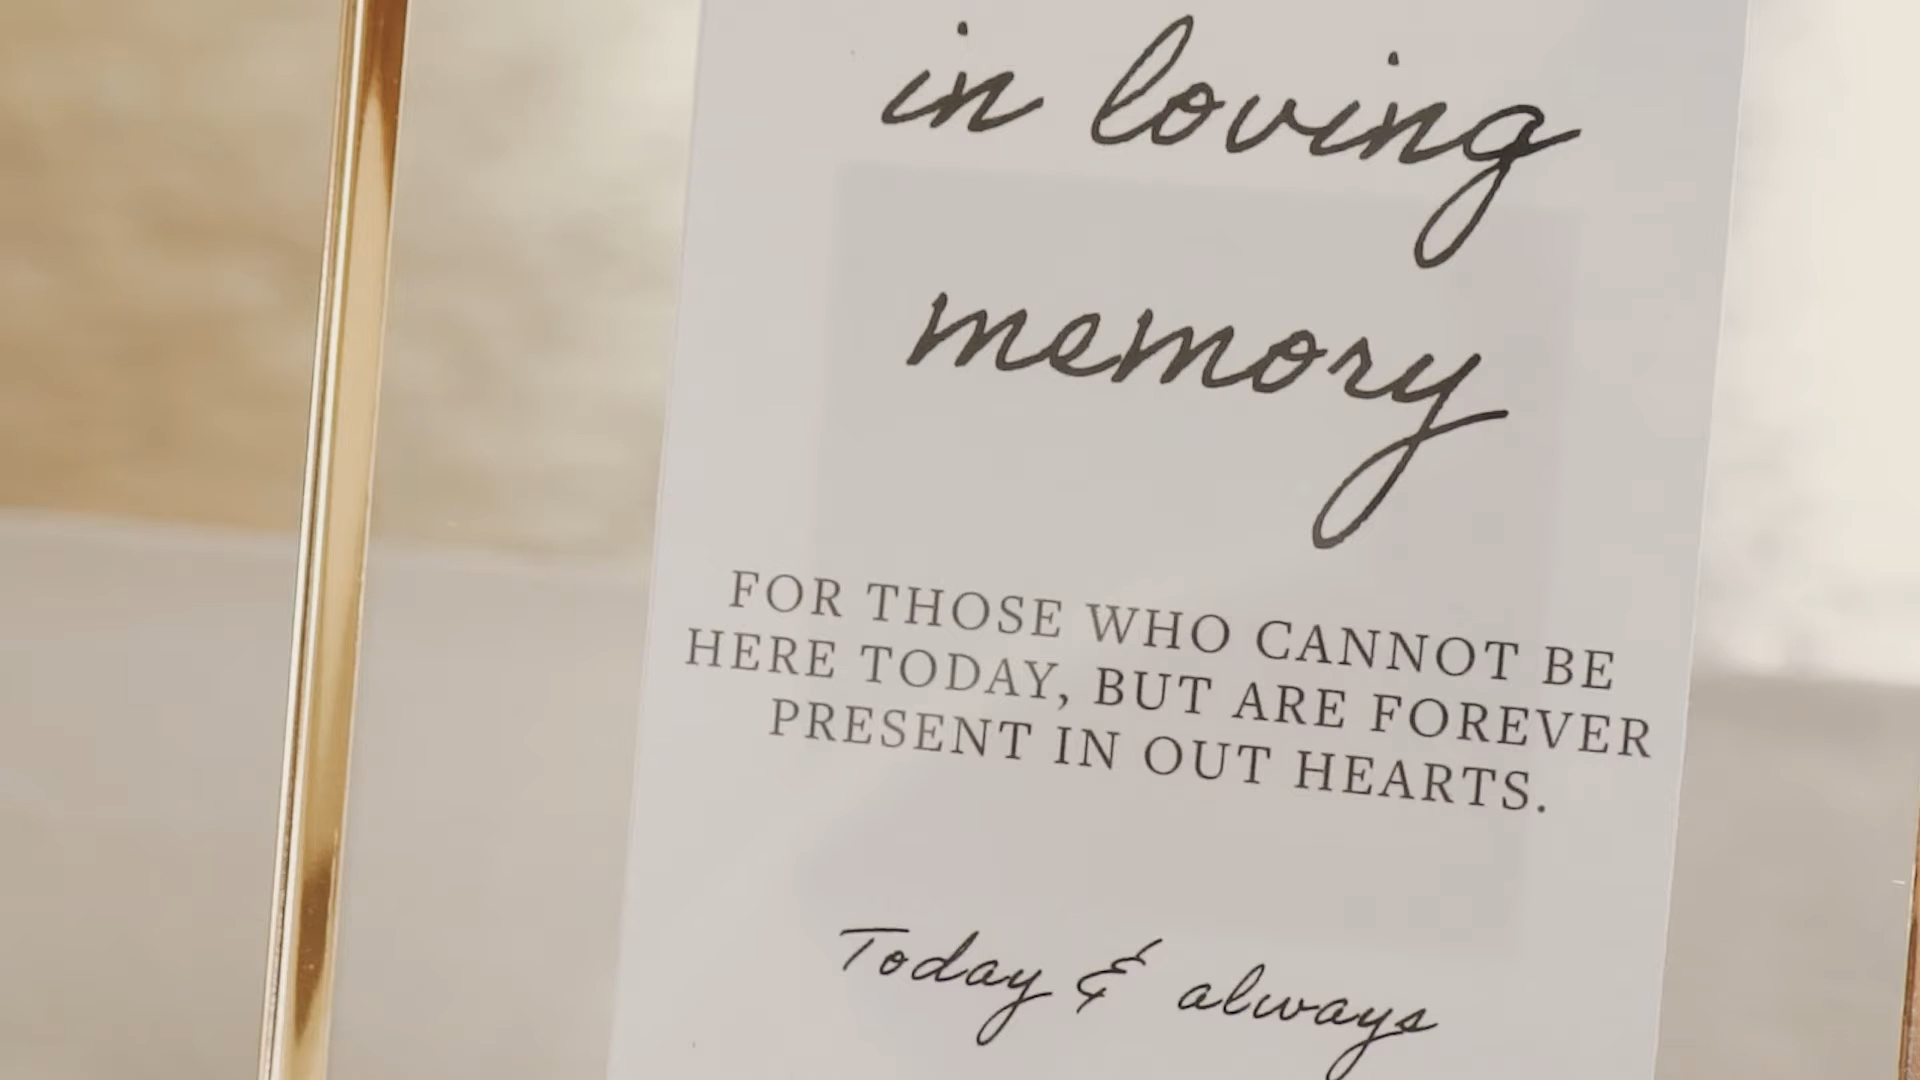 in loving
memory
FOR THOSE WHO CANNOT BE
HERE TODAY, BUT ARE FOREVER
PRESENT IN OUT HEARTS.
Today & always